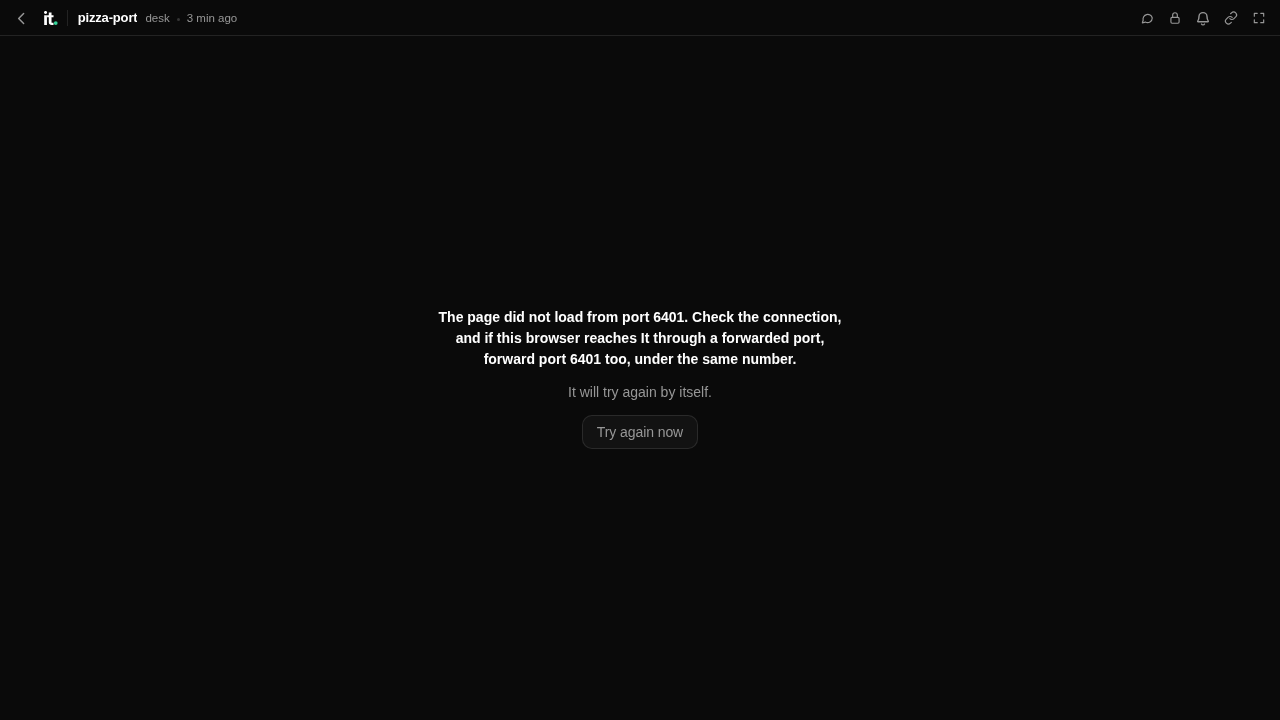 it. pizza-port desk • 3 min ago
The page did not load from port 6401. Check the connection,
and if this browser reaches It through a forwarded port,
forward port 6401 too, under the same number.
It will try again by itself.
Try again now